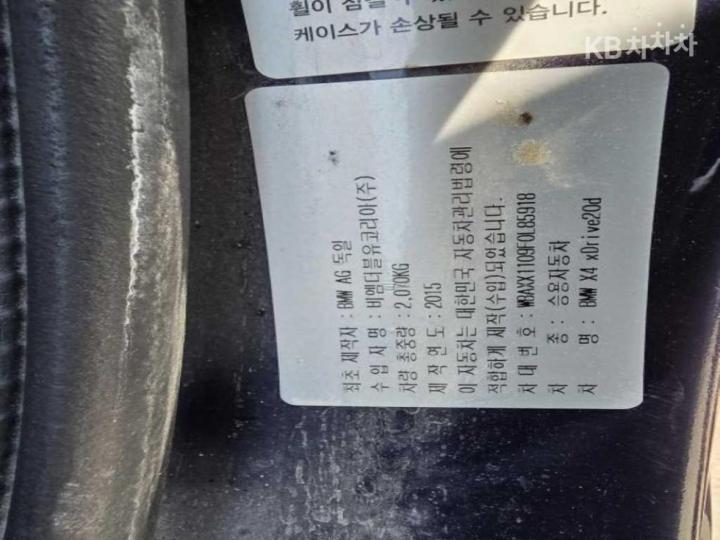 휠이
케이스가 손상될 수 있습니다.
KB차차차
최초 제작자 : BMW AG 독일
수입 자명 : 비엠더블유코리아(주)
차량 총중량 : 2,070KG
제 작 연 도 : 2015
이 자동차는 대한민국 자동차관리법령에
적합하게 제작(수입)되었습니다.
차 대 번 호 : WBAXX1109F0L85918
차 종 : 승용자동차
차 명 : BMW X4 xDrive20d